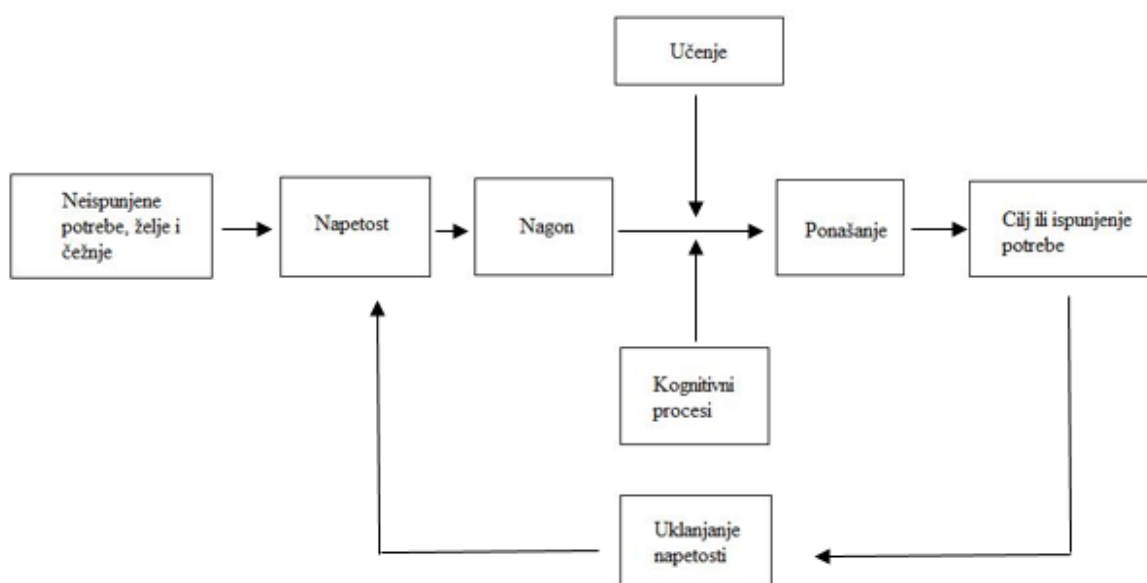 Učenje
Neispunjene
potrebe, želje i
čežnje
Napetost
Nagon
Ponašanje
Cilj ili ispunjenje
potrebe
Kognitivni
procesi
Uklanjanje
napetosti